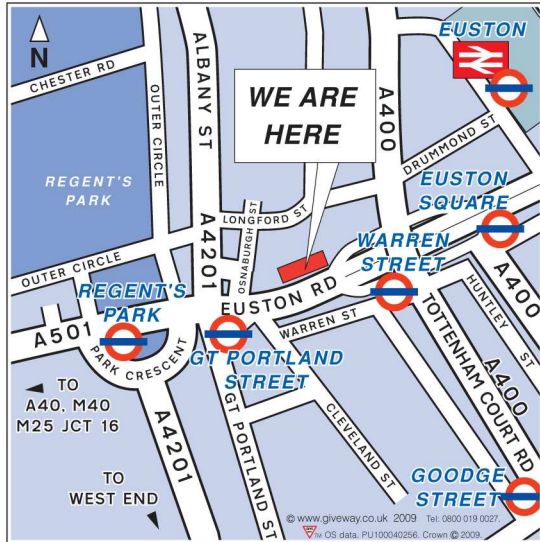 EUSTON
N
CHESTER RD
OUTER CIRCLE
ALBANY ST
A400
WE ARE
HERE
DRUMMOND ST
REGENT'S
PARK
EUSTON
SQUARE
LONGFORD ST
OSNABURGH ST
A4201
WARREN
STREET
OUTER CIRCLE
REGENT'S
PARK
EUSTON RD
A501
HUNTLEY ST
A400
WARREN ST
PARK CRESCENT
GT PORTLAND
STREET
TOTTENHAM COURT RD
A400
TO
A40, M40
M25 JCT 16
A4201
GT PORTLAND ST
CLEVELAND ST
TO
WEST END
GOODGE
STREET
© www.giveway.co.uk 2009 Tel: 0800 019 0027.
TM OS data. PU100040256. Crown © 2009.